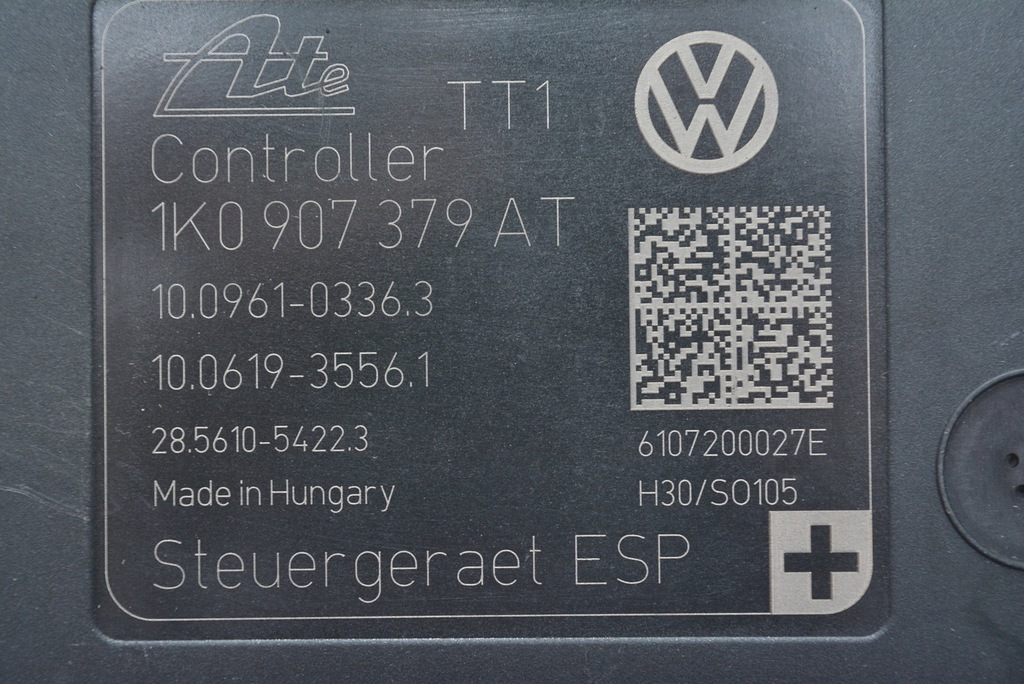 Ate
TT1
Controller
1K0 907 379 AT
10.0961-0336.3
10.0619-3556.1
28.5610-5422.3
6107200027E
Made in Hungary
H30/SO105
Steuergeraet ESP